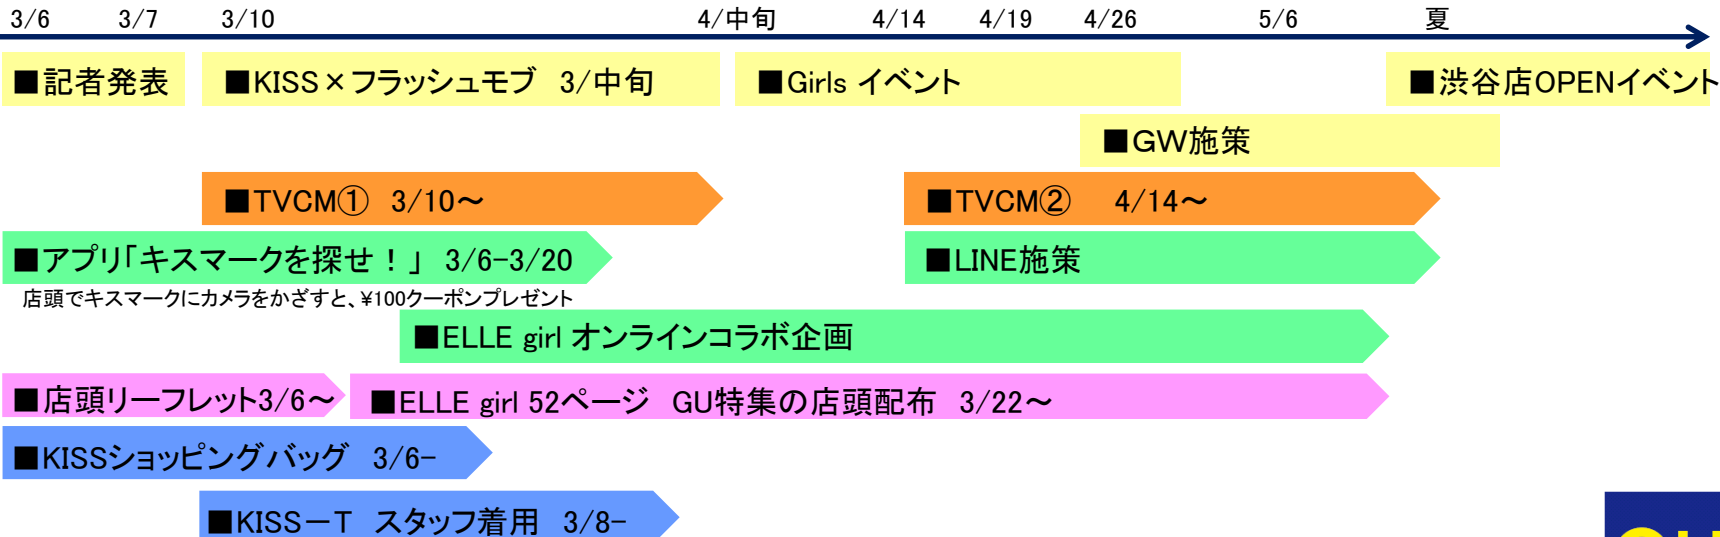 3/6 3/7 3/10 4/中旬 4/14 4/19 4/26 5/6 夏
■記者発表 ■KISS×フラッシュモブ 3/中旬 ■Girls イベント ■渋谷店OPENイベント
■GW施策
■TVCM① 3/10～ ■TVCM② 4/14～
■アプリ「キスマークを探せ！」 3/6-3/20 ■LINE施策
店頭でキスマークにカメラをかざすと、¥100クーポンプレゼント
■ELLE girl オンラインコラボ企画
■店頭リーフレット3/6～ ■ELLE girl 52ページ GU特集の店頭配布 3/22～
■KISSショッピングバッグ 3/6-
■KISS－T スタッフ着用 3/8-